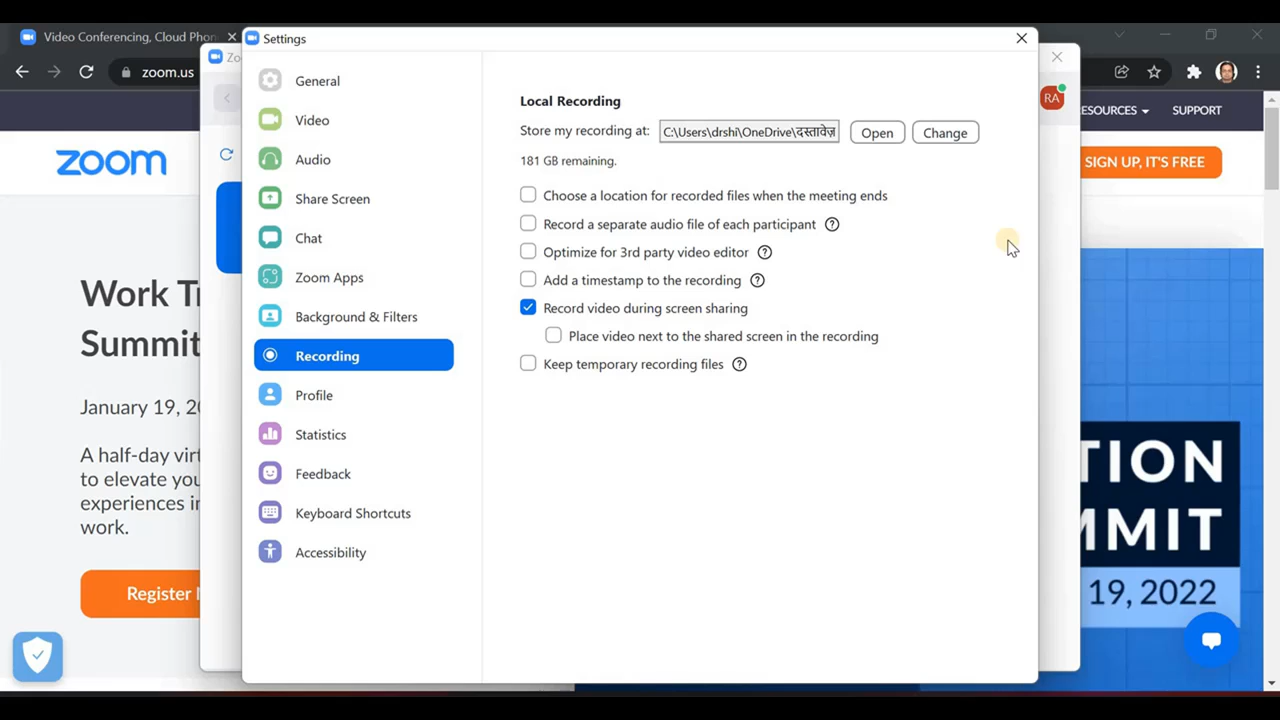 Video Conferencing, Cloud Phon
Settings
zoom.us
Zo
RA
ESOURCES
SUPPORT
zoom
SIGN UP, IT'S FREE
General
Video
Audio
Share Screen
Chat
Zoom Apps
Background & Filters
Recording
Profile
Statistics
Feedback
Keyboard Shortcuts
Accessibility
Local Recording
Store my recording at: C:\Users\drshi\OneDrive\दस्तावेज़ Open Change
181 GB remaining.
Choose a location for recorded files when the meeting ends
Record a separate audio file of each participant
Optimize for 3rd party video editor
Add a timestamp to the recording
Record video during screen sharing
Place video next to the shared screen in the recording
Keep temporary recording files
Work Tr
Summit
January 19, 20
A half-day virt
to elevate you
experiences in
work.
Register
TION
MMIT
19, 2022